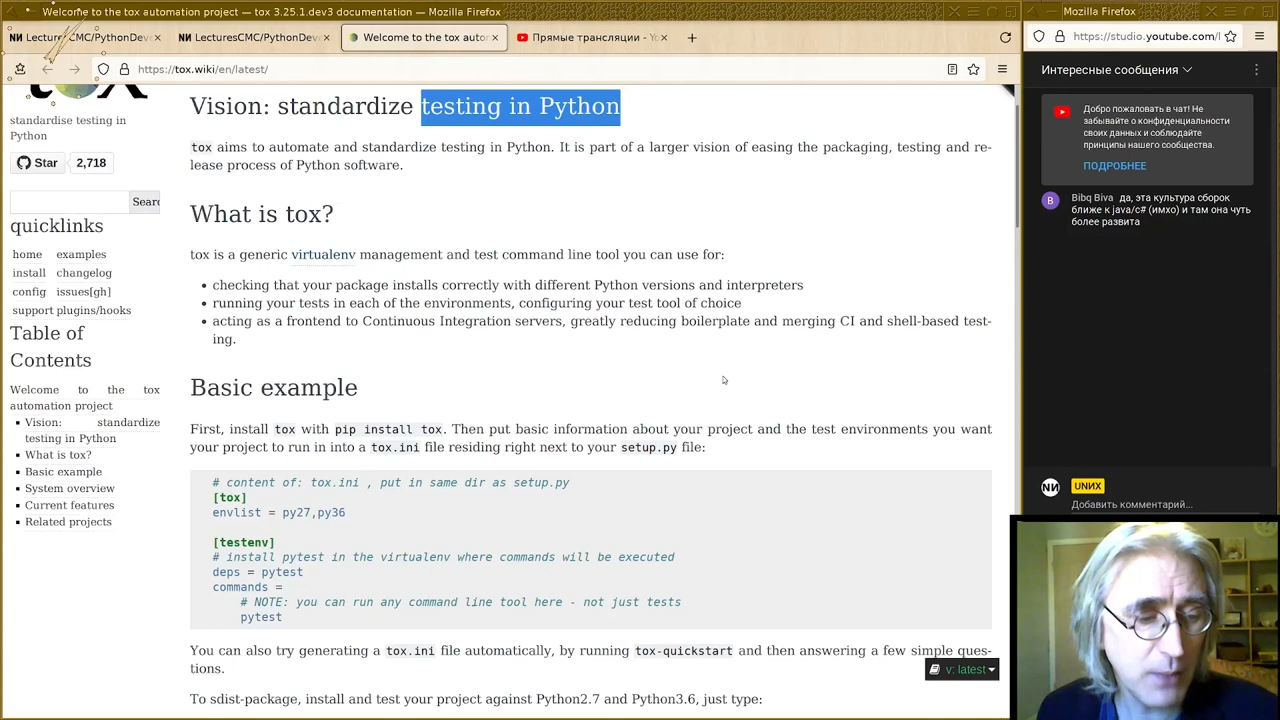 Welcome to the tox automation project — tox 3.25.1.dev3 documentation — Mozilla Firefox
Mozilla Firefox
LecturesCMC/PythonDeve
Welcome to the tox autor
Прямые трансляции - Yo
https://tox.wiki/en/latest/
https://studio.youtube.com/l
tox
standardise testing in
Python
Star 2,718
Searc
quicklinks
home examples
install changelog
config issues[gh]
support plugins/hooks
Table of
Contents
Welcome to the tox
automation project
Vision: standardize
testing in Python
What is tox?
Basic example
System overview
Current features
Related projects
Vision: standardize testing in Python
tox aims to automate and standardize testing in Python. It is part of a larger vision of easing the packaging, testing and re-
lease process of Python software.
What is tox?
tox is a generic virtualenv management and test command line tool you can use for:
checking that your package installs correctly with different Python versions and interpreters
running your tests in each of the environments, configuring your test tool of choice
acting as a frontend to Continuous Integration servers, greatly reducing boilerplate and merging CI and shell-based test-
ing.
Basic example
First, install tox with pip install tox. Then put basic information about your project and the test environments you want
your project to run in into a tox.ini file residing right next to your setup.py file:
# content of: tox.ini , put in same dir as setup.py
[tox]
envlist = py27,py36
[testenv]
# install pytest in the virtualenv where commands will be executed
deps = pytest
commands =
# NOTE: you can run any command line tool here - not just tests
pytest
You can also try generating a tox.ini file automatically, by running tox-quickstart and then answering a few simple ques-
tions.
v: latest
To sdist-package, install and test your project against Python2.7 and Python3.6, just type:
Интересные сообщения
Добро пожаловать в чат! Не
забывайте о конфиденциальности
своих данных и соблюдайте
принципы нашего сообщества.
ПОДРОБНЕЕ
B
Bibq Biva да, эта культура сборок
ближе к java/c# (имхо) и там она чуть
более развита
UNИX
Добавить комментарий...